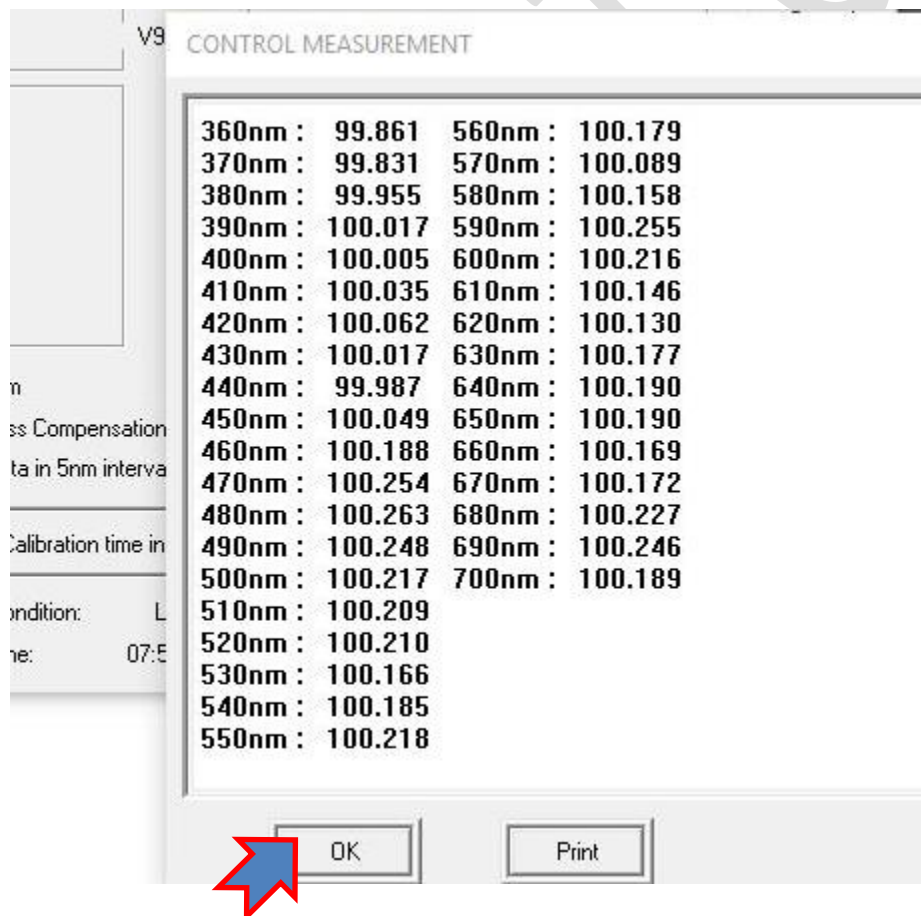 V9
CONTROL MEASUREMENT
360nm : 99.861 560nm : 100.179
370nm : 99.831 570nm : 100.089
380nm : 99.955 580nm : 100.158
390nm : 100.017 590nm : 100.255
400nm : 100.005 600nm : 100.216
410nm : 100.035 610nm : 100.146
420nm : 100.062 620nm : 100.130
430nm : 100.017 630nm : 100.177
440nm : 99.987 640nm : 100.190
450nm : 100.049 650nm : 100.190
460nm : 100.188 660nm : 100.169
470nm : 100.254 670nm : 100.172
480nm : 100.263 680nm : 100.227
490nm : 100.248 690nm : 100.246
500nm : 100.217 700nm : 100.189
510nm : 100.209
520nm : 100.210
530nm : 100.166
540nm : 100.185
550nm : 100.218
m
ss Compensation
ta in 5nm interva
Calibration time in
ondition: L
ne: 07:5
OK Print